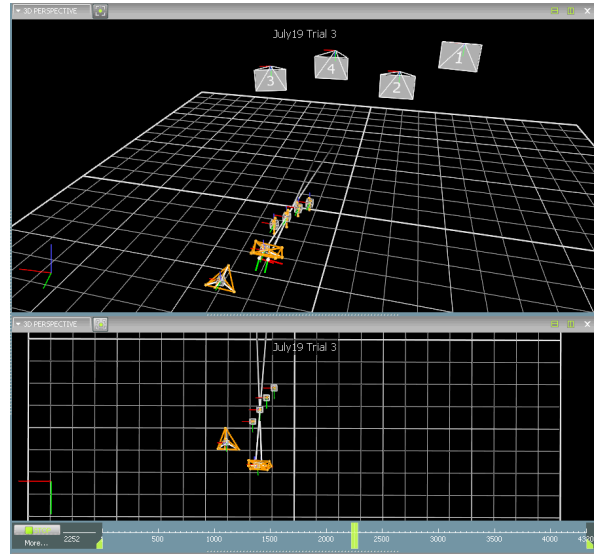 3D PERSPECTIVE
X
July19 Trial 3
3
4
2
1
3D PERSPECTIVE
X
July19 Trial 3
More...
2252
500
1000
1500
2000
2500
3000
3500
4000